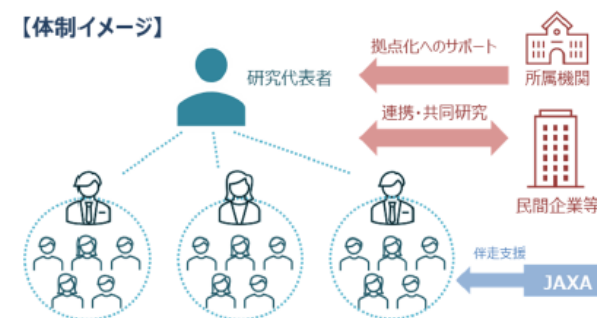 【体制イメージ】
研究代表者
拠点化へのサポート
所属機関
連携・共同研究
民間企業等
伴走支援
JAXA